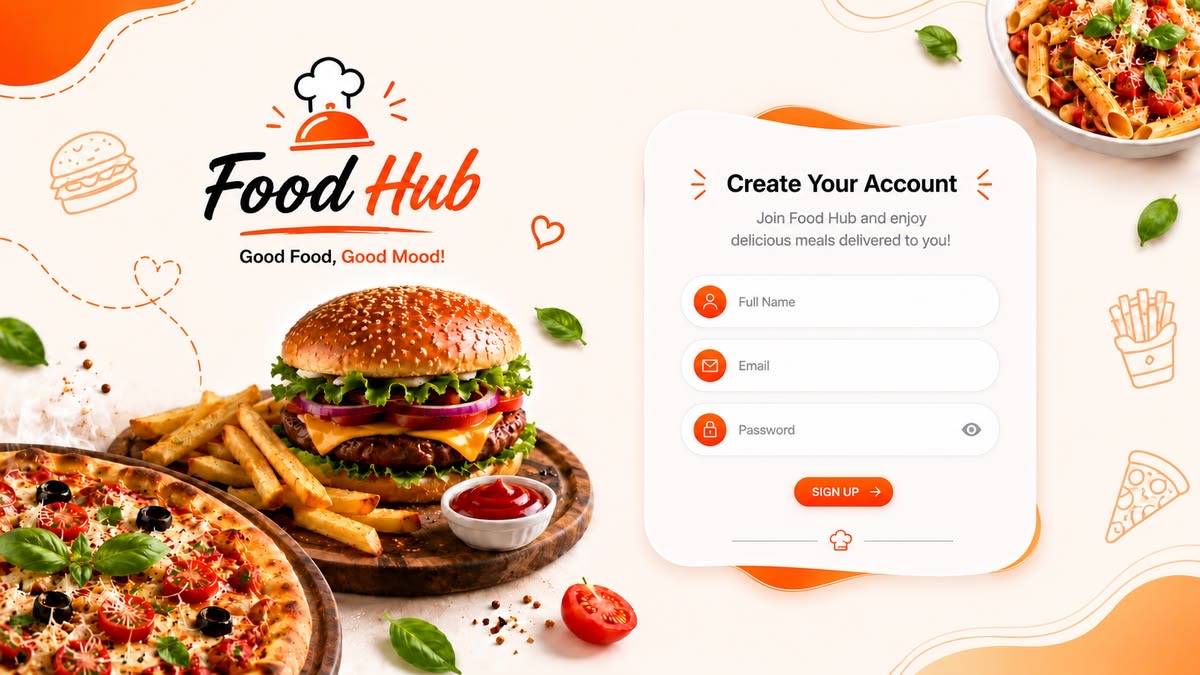 Food Hub
Good Food, Good Mood!
Create Your Account
Join Food Hub and enjoy
delicious meals delivered to you!
Full Name
Email
Password
SIGN UP